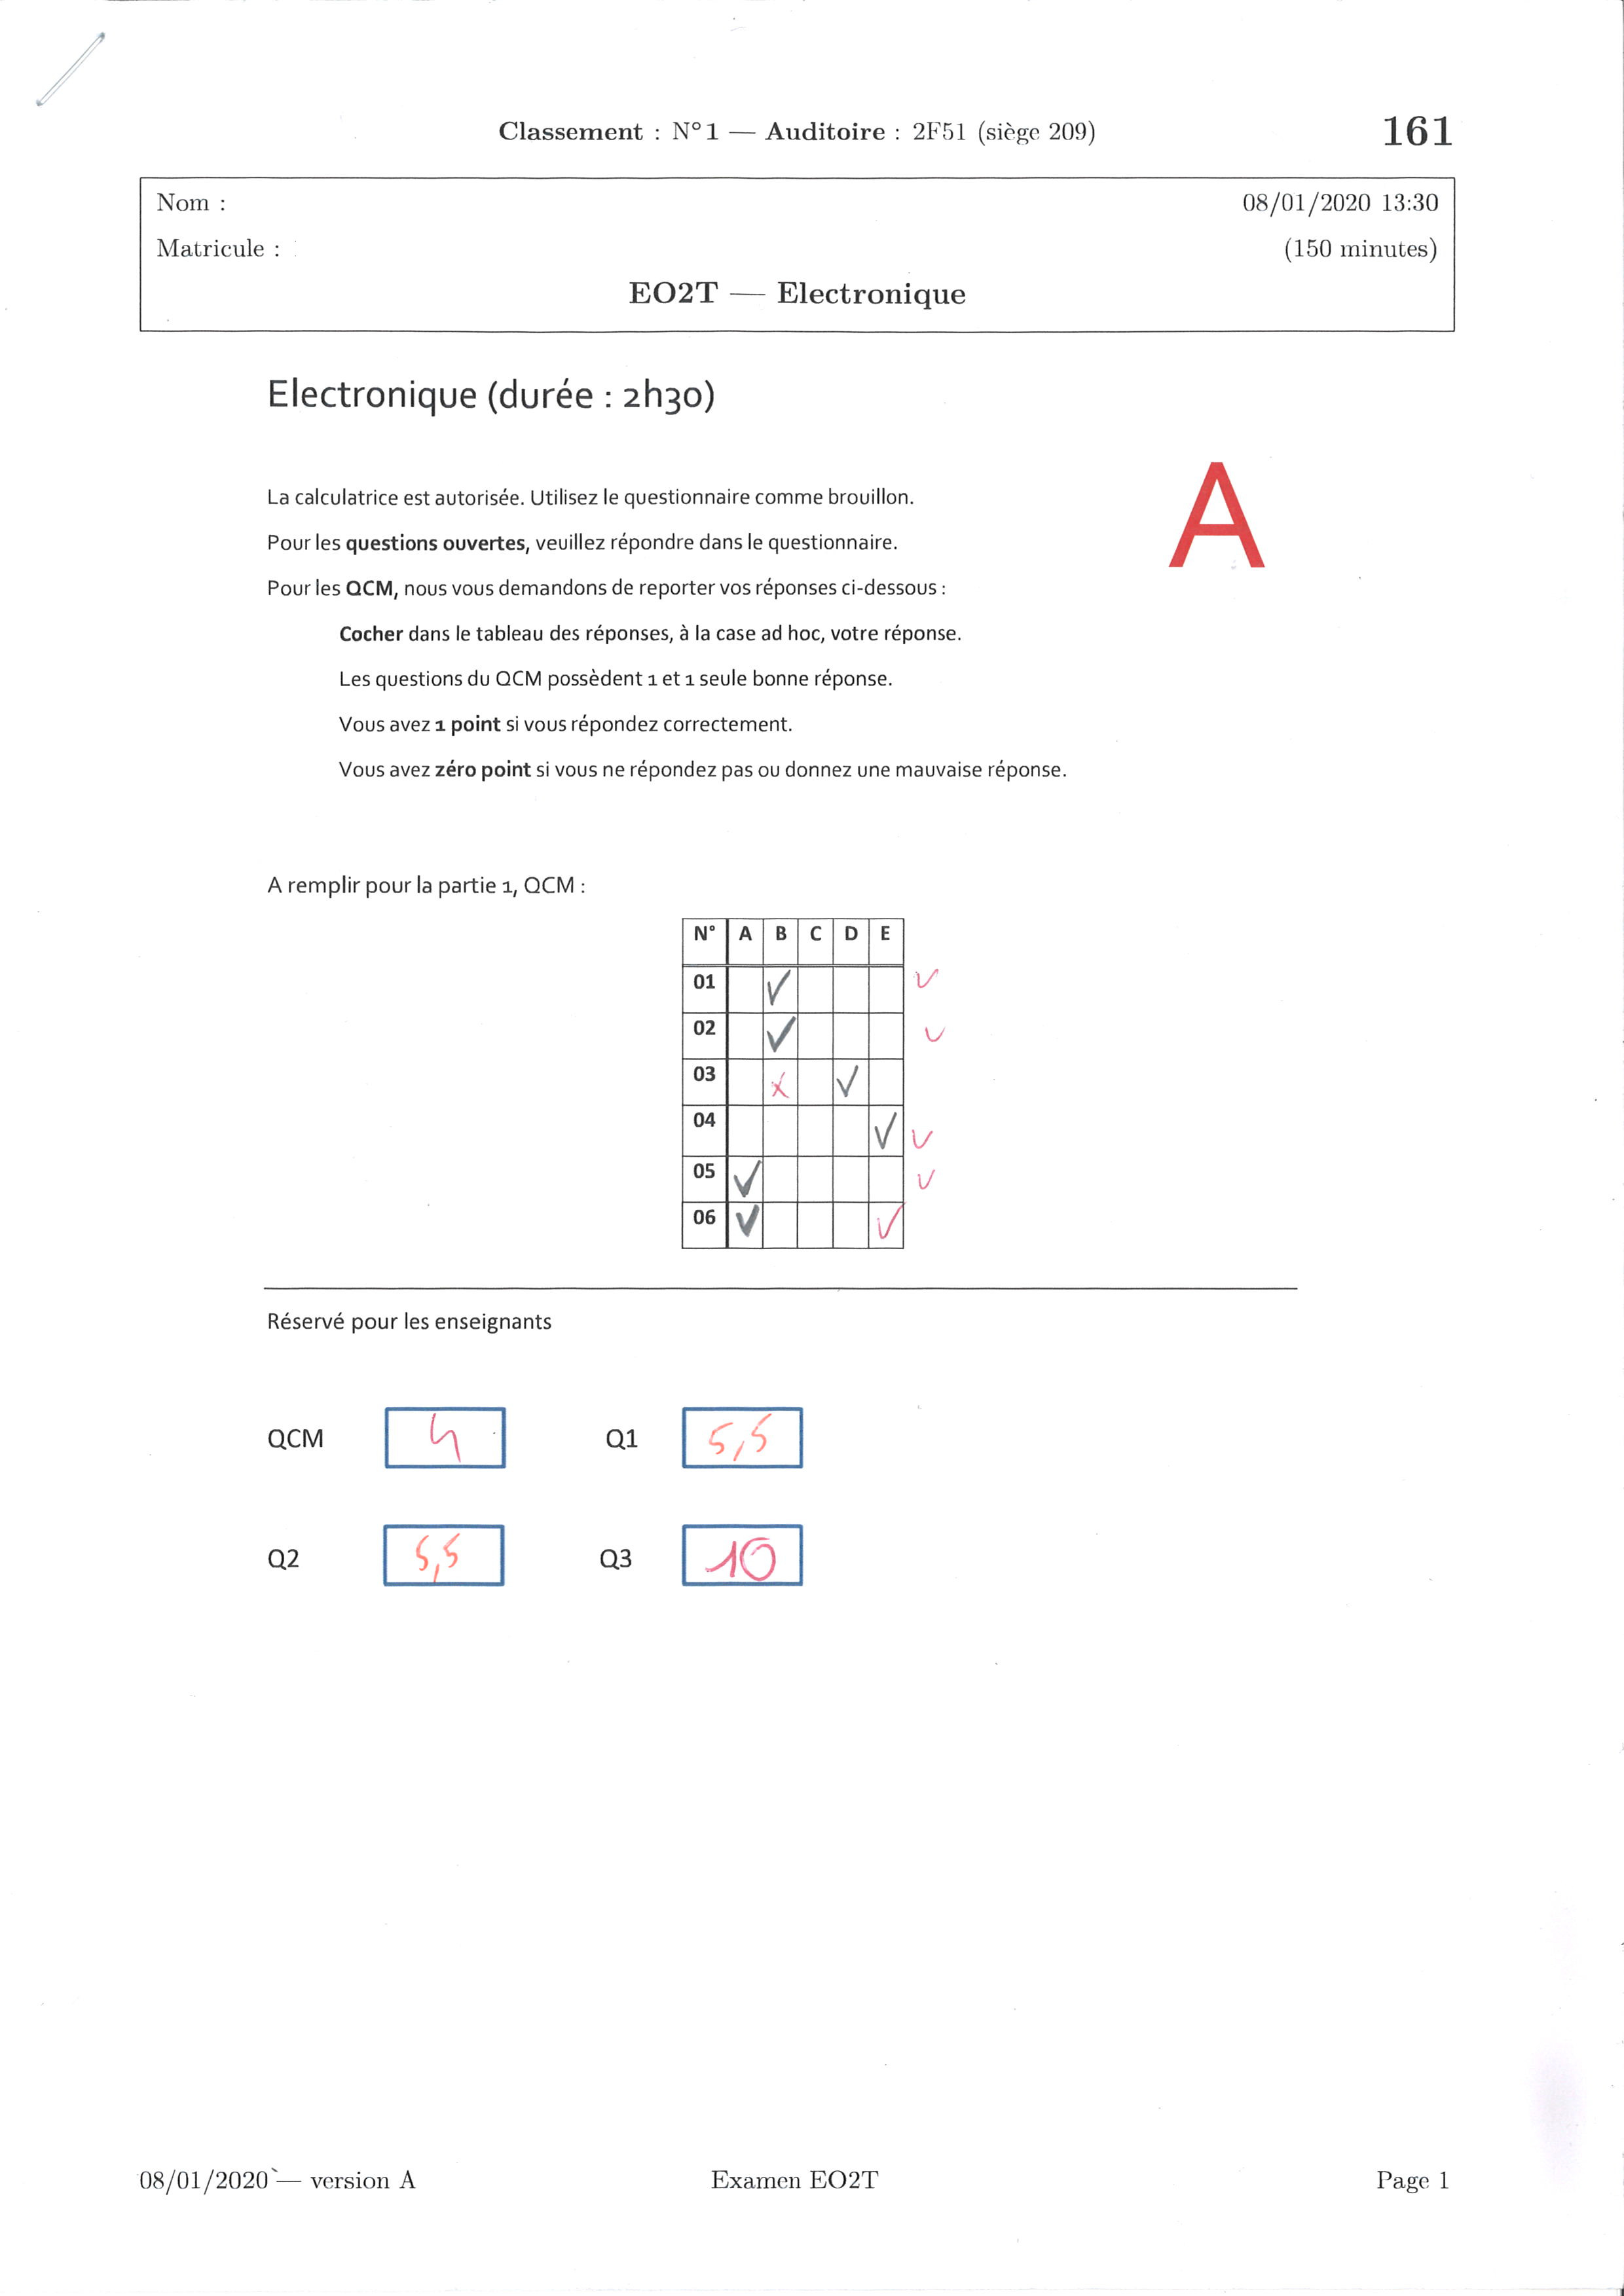 Classement : N°1 — Auditoire : 2F51 (siège 209)
161
Nom :
08/01/2020 13:30
Matricule :
(150 minutes)
EO2T — Electronique
Electronique (durée : 2h30)
A
La calculatrice est autorisée. Utilisez le questionnaire comme brouillon.
Pour les questions ouvertes, veuillez répondre dans le questionnaire.
Pour les QCM, nous vous demandons de reporter vos réponses ci-dessous :
Cocher dans le tableau des réponses, à la case ad hoc, votre réponse.
Les questions du QCM possèdent 1 et 1 seule bonne réponse.
Vous avez 1 point si vous répondez correctement.
Vous avez zéro point si vous ne répondez pas ou donnez une mauvaise réponse.
A remplir pour la partie 1, QCM :
N° A B C D E
01 ✓ ✓
02 ✓ ✓
03 x ✓
04 ✓ ✓
05 ✓ ✓
06 ✓ ✓
Réservé pour les enseignants
QCM 4 Q1 5,5
Q2 5,5 Q3 10
08/01/2020 — version A Examen EO2T Page 1